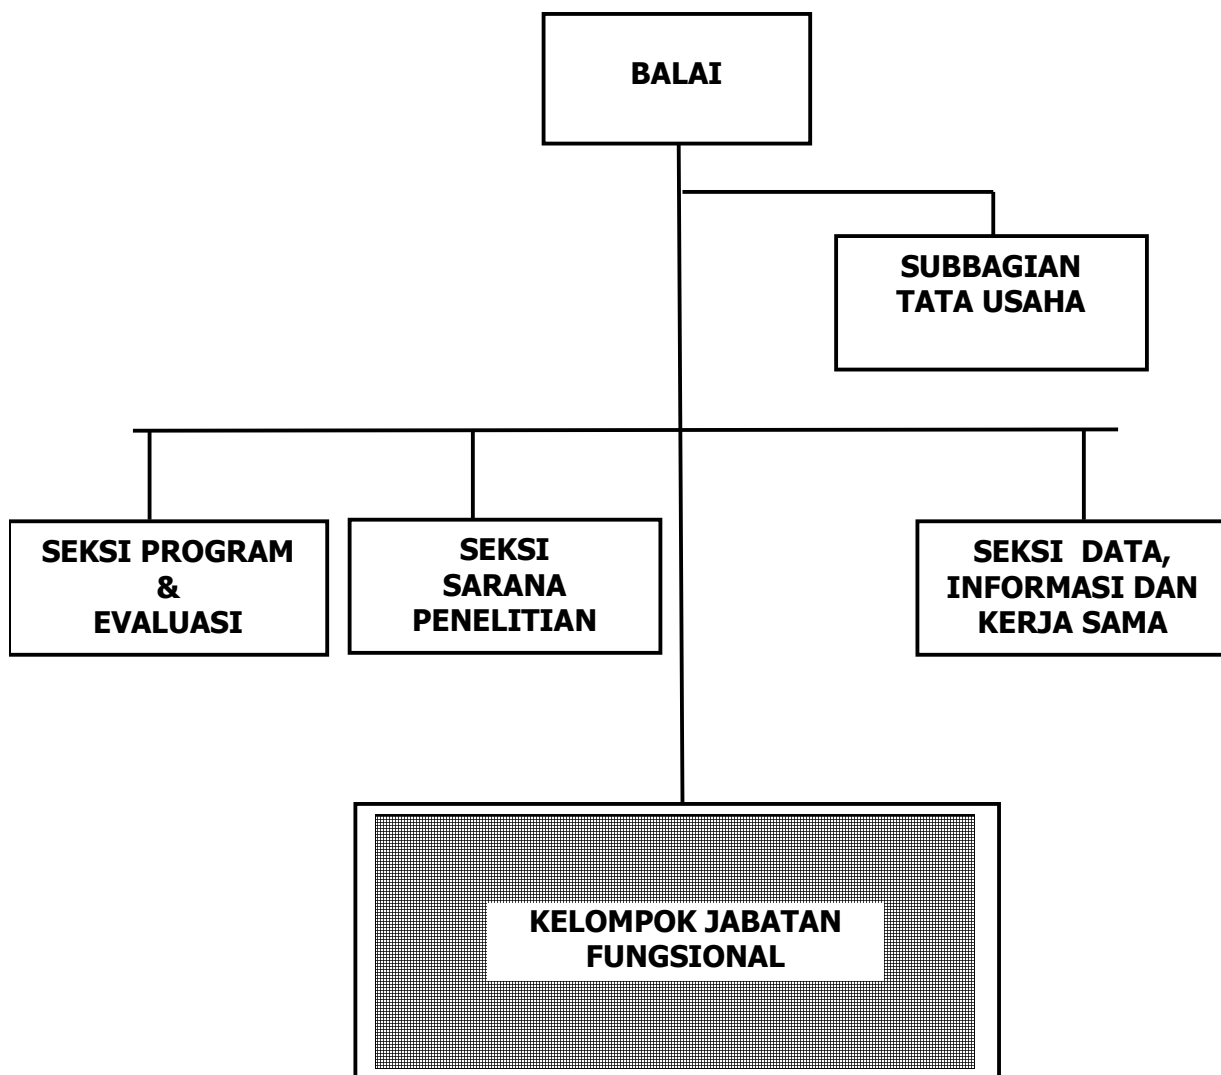 BALAI
SUBBAGIAN
TATA USAHA
SEKSI PROGRAM
&
EVALUASI
SEKSI
SARANA
PENELITIAN
SEKSI DATA,
INFORMASI DAN
KERJA SAMA
KELOMPOK JABATAN
FUNGSIONAL